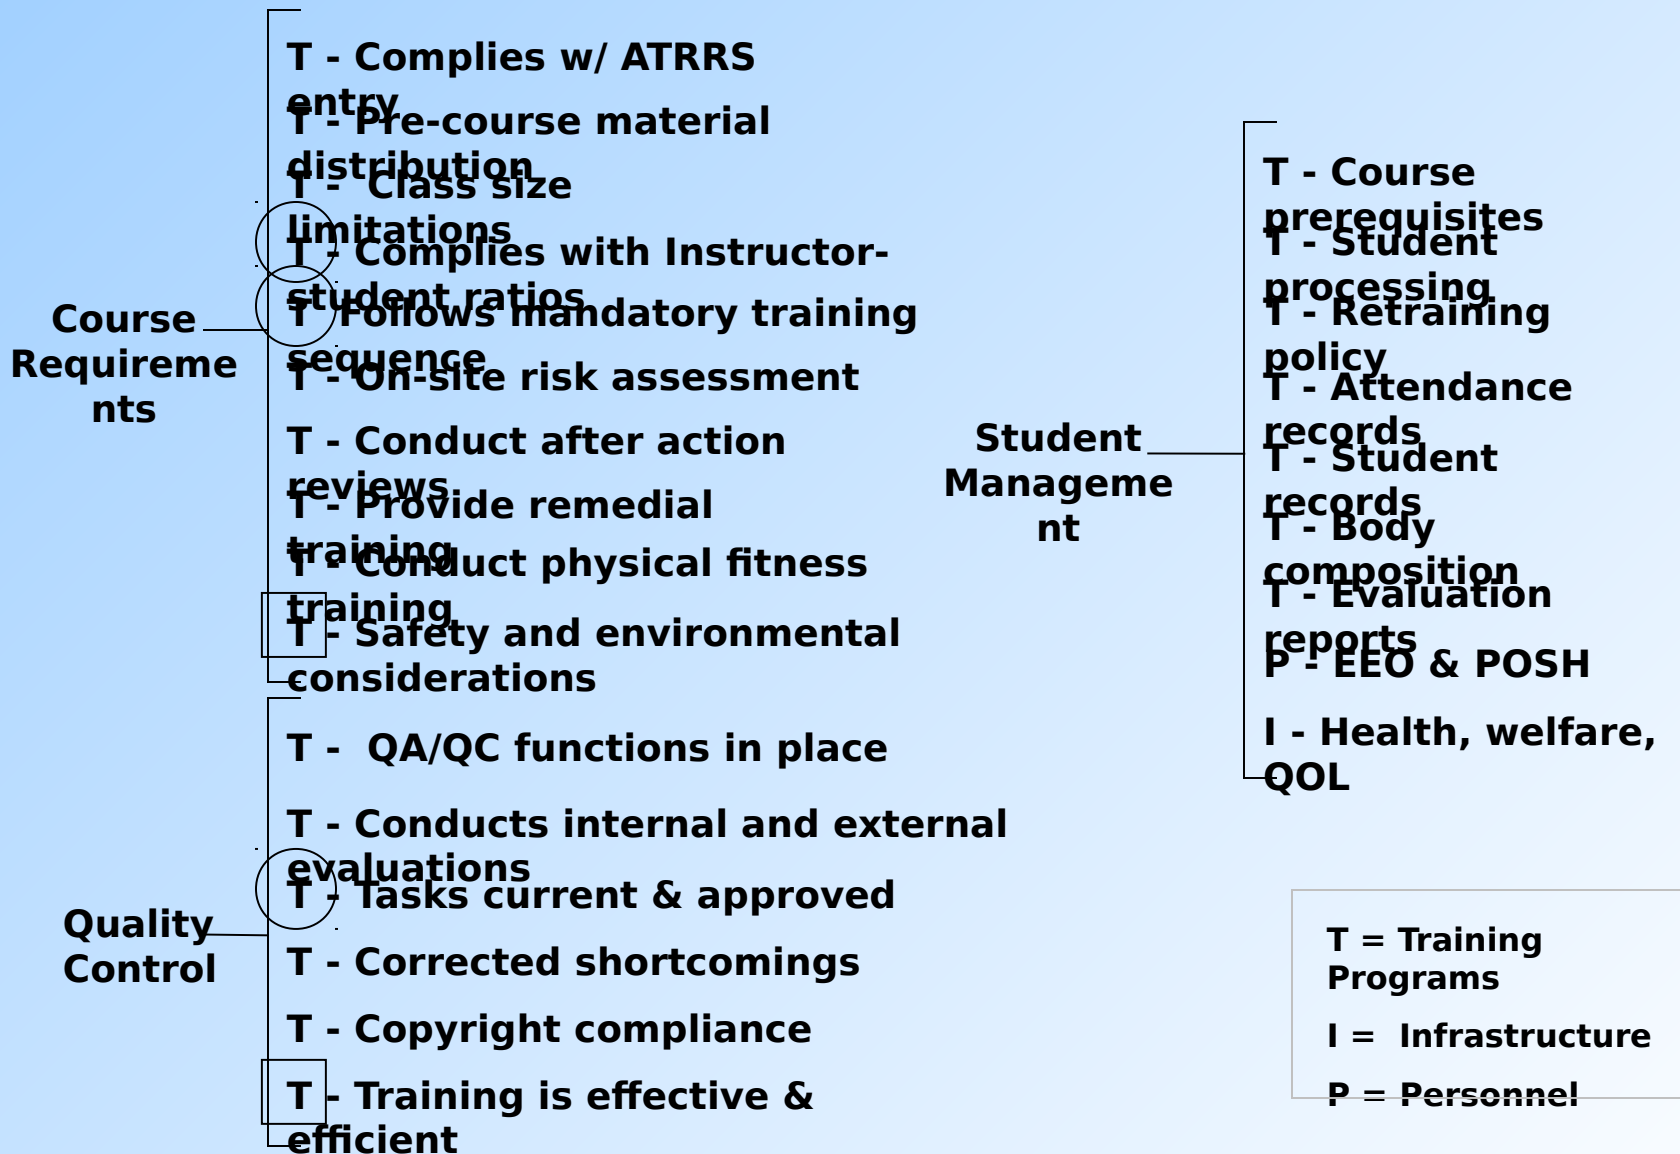 T - Complies w/ ATRRS
entry
T - Pre-course material
distribution
T -  Class size
limitations
T - Complies with Instructor-
student ratios
T  Follows mandatory training
sequence
T - On-site risk assessment
T - Conduct after action
reviews
T - Provide remedial
training
T - Conduct physical fitness
training
T - Safety and environmental
considerations
Course
Requireme
nts
T -  QA/QC functions in place
T - Conducts internal and external
evaluations
T - Tasks current & approved
T - Corrected shortcomings
T - Copyright compliance
T - Training is effective &
efficient
Quality
Control
T - Course
prerequisites
T - Student
processing
T - Retraining
policy
T - Attendance
records
T - Student
records
T - Body
composition
T - Evaluation
reports
P - EEO & POSH
I - Health, welfare,
QOL
Student
Manageme
nt
T = Training
Programs
I =  Infrastructure
P = Personnel